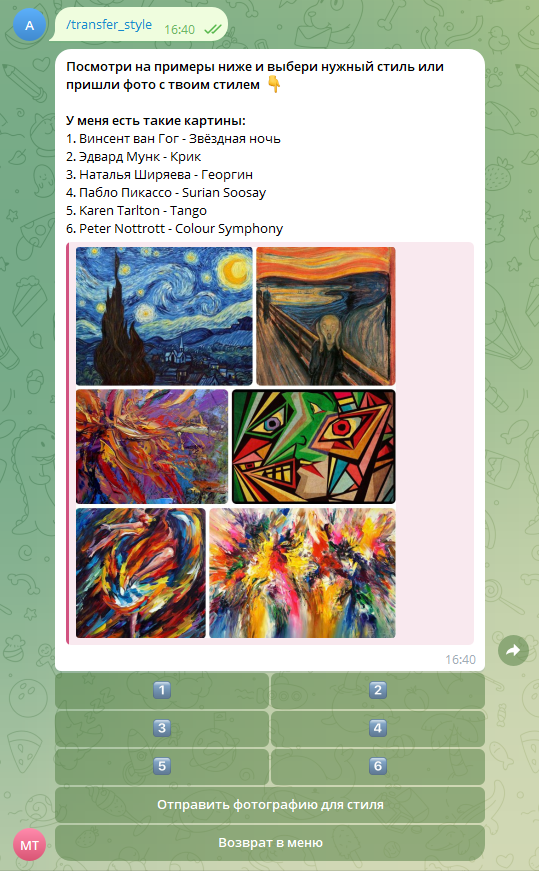 A
/transfer_style
16:40
Посмотри на примеры ниже и выбери нужный стиль или
пришли фото с твоим стилем 👇
У меня есть такие картины:
1. Винсент ван Гог - Звёздная ночь
2. Эдвард Мунк - Крик
3. Наталья Ширяева - Георгин
4. Пабло Пикассо - Surian Soosay
5. Karen Tarlton - Tango
6. Peter Nottrott - Colour Symphony
16:40
1 2
3 4
5 6
Отправить фотографию для стиля
MT
Возврат в меню